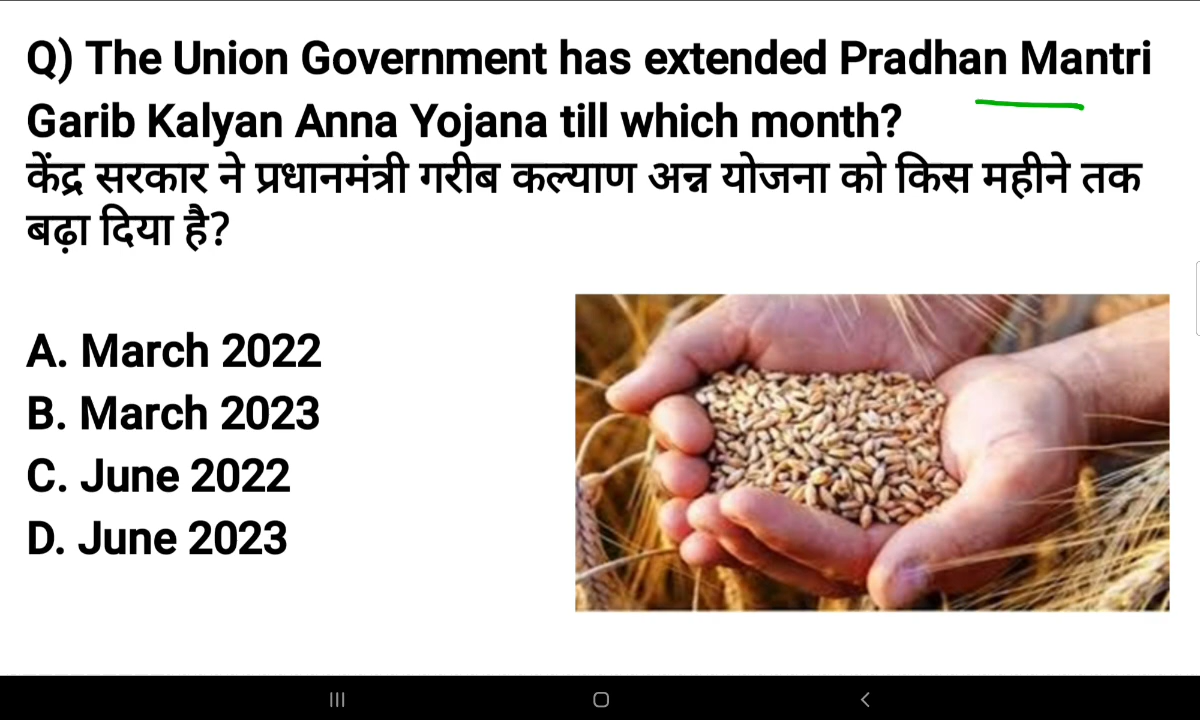 Q) The Union Government has extended Pradhan Mantri
Garib Kalyan Anna Yojana till which month?
केंद्र सरकार ने प्रधानमंत्री गरीब कल्याण अन्न योजना को किस महीने तक
बढ़ा दिया है?
A. March 2022
B. March 2023
C. June 2022
D. June 2023